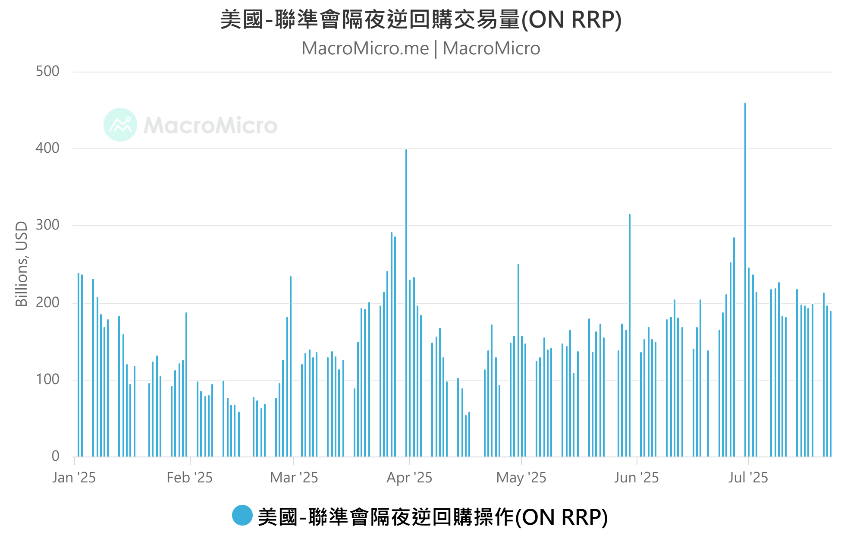 美國-聯準會隔夜逆回購交易量(ON RRP)
MacroMicro.me | MacroMicro
MacroMicro
Billions, USD
500
400
300
200
100
0
Jan '25
Feb '25
Mar '25
Apr '25
May '25
Jun '25
Jul '25
美國-聯準會隔夜逆回購操作(ON RRP)